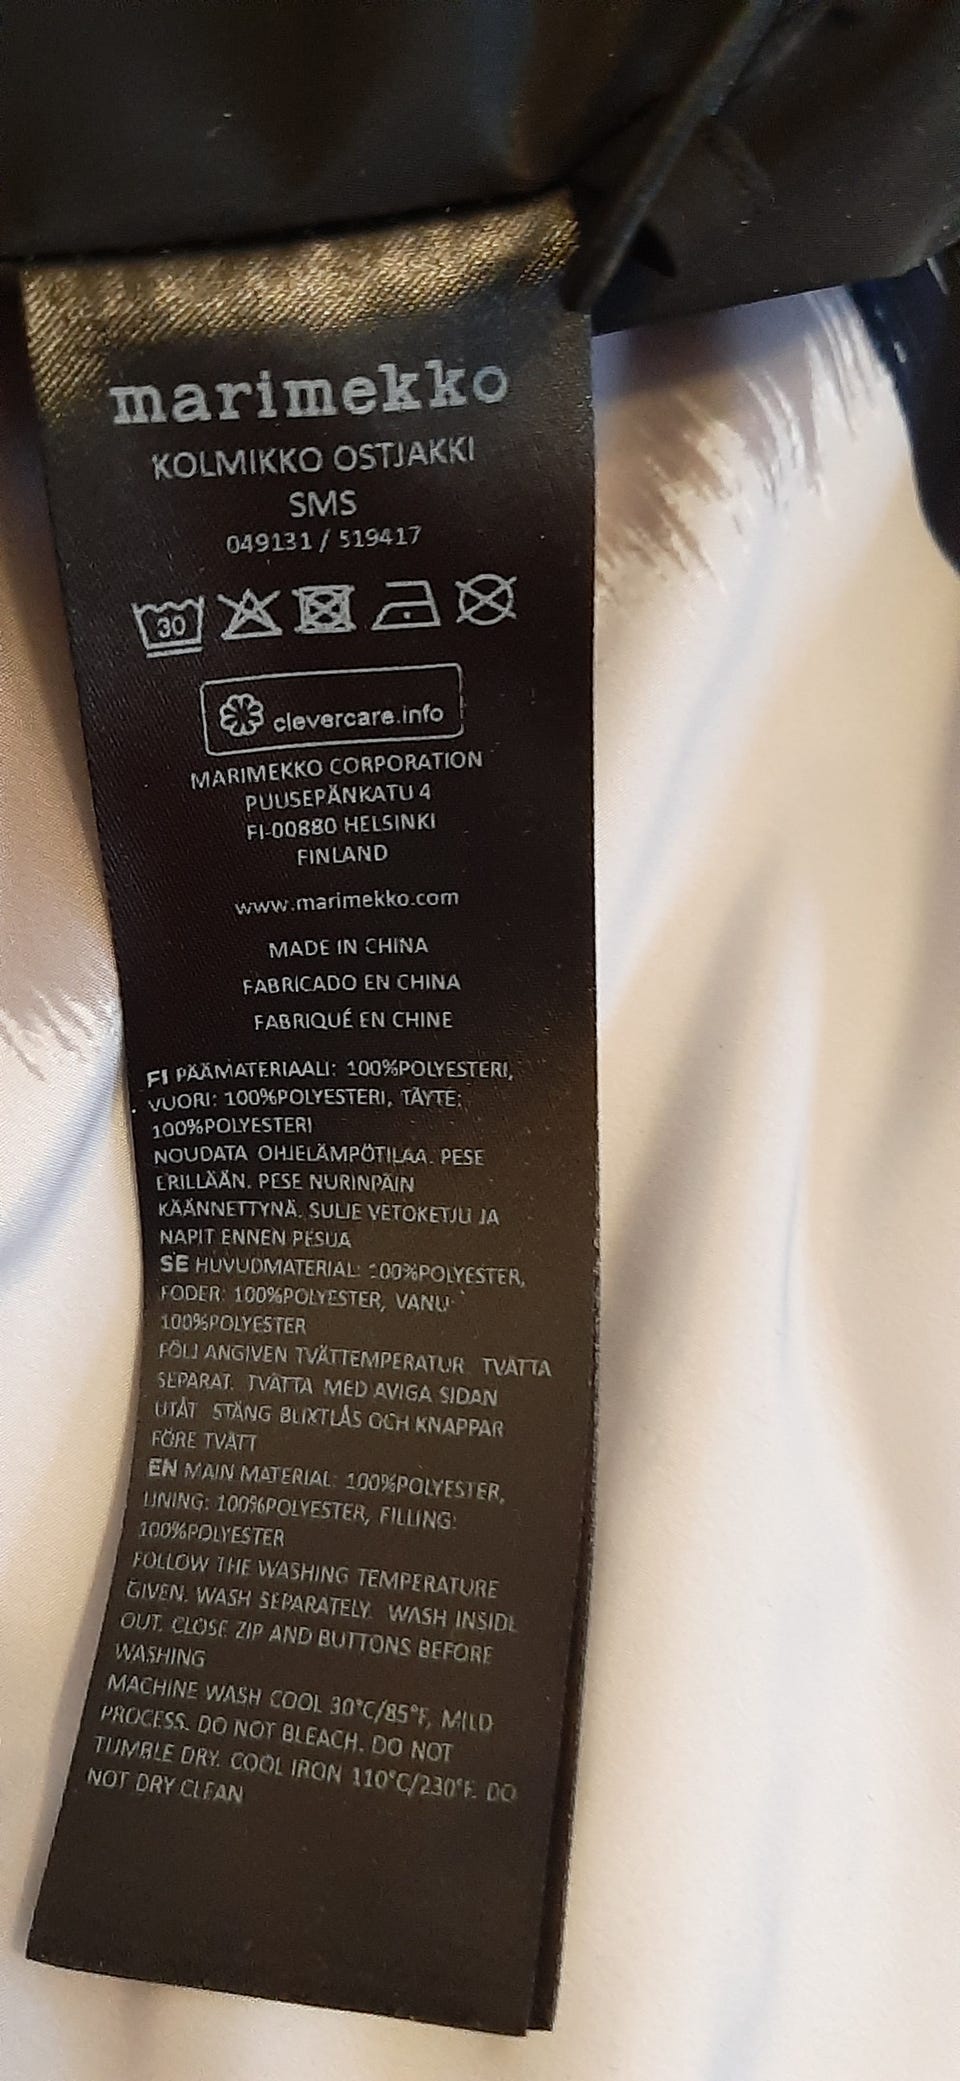 marimekko
KOLMIKKO OSTJAKKI
SMS
049131 / 519417
30
clevercare.info
MARIMEKKO CORPORATION
PUUSEPÄNKATU 4
FI-00880 HELSINKI
FINLAND
www.marimekko.com
MADE IN CHINA
FABRICADO EN CHINA
FABRIQUÉ EN CHINE
FI PÄÄMATERIAALI: 100%POLYESTERI,
VUORI: 100%POLYESTERI, TÄYTE:
100%POLYESTERI
NOUDATA OHJELÄMPÖTILAA. PESE
ERILLÄÄN. PESE NURINPÄIN
KÄÄNNETTYNÄ. SULJE VETOKETJU JA
NAPIT ENNEN PESUA
SE HUVUDMATERIAL: 100%POLYESTER,
FODER: 100%POLYESTER,
100%POLYESTER
FÖLJ ANGIVEN TVÄTTEMPERATUR. TVÄTTA
SEPARAT. TVÄTTA MED AVIGA SIDAN
UTÅT. STÄNG BLIXTLÅS OCH KNAPPAR
FÖRE TVÄTT
EN MAIN MATERIAL: 100%POLYESTER,
LINING: 100%POLYESTER, FILLING:
100%POLYESTER
FOLLOW THE WASHING TEMPERATURE
GIVEN. WASH SEPARATELY. WASH INSIDE
OUT. CLOSE ZIP AND BUTTONS BEFORE
WASHING
MACHINE WASH COOL 30°C/85°F, MILD
PROCESS. DO NOT BLEACH. DO NOT
TUMBLE DRY. COOL IRON 110°C/230°F. DO
NOT DRY CLEAN